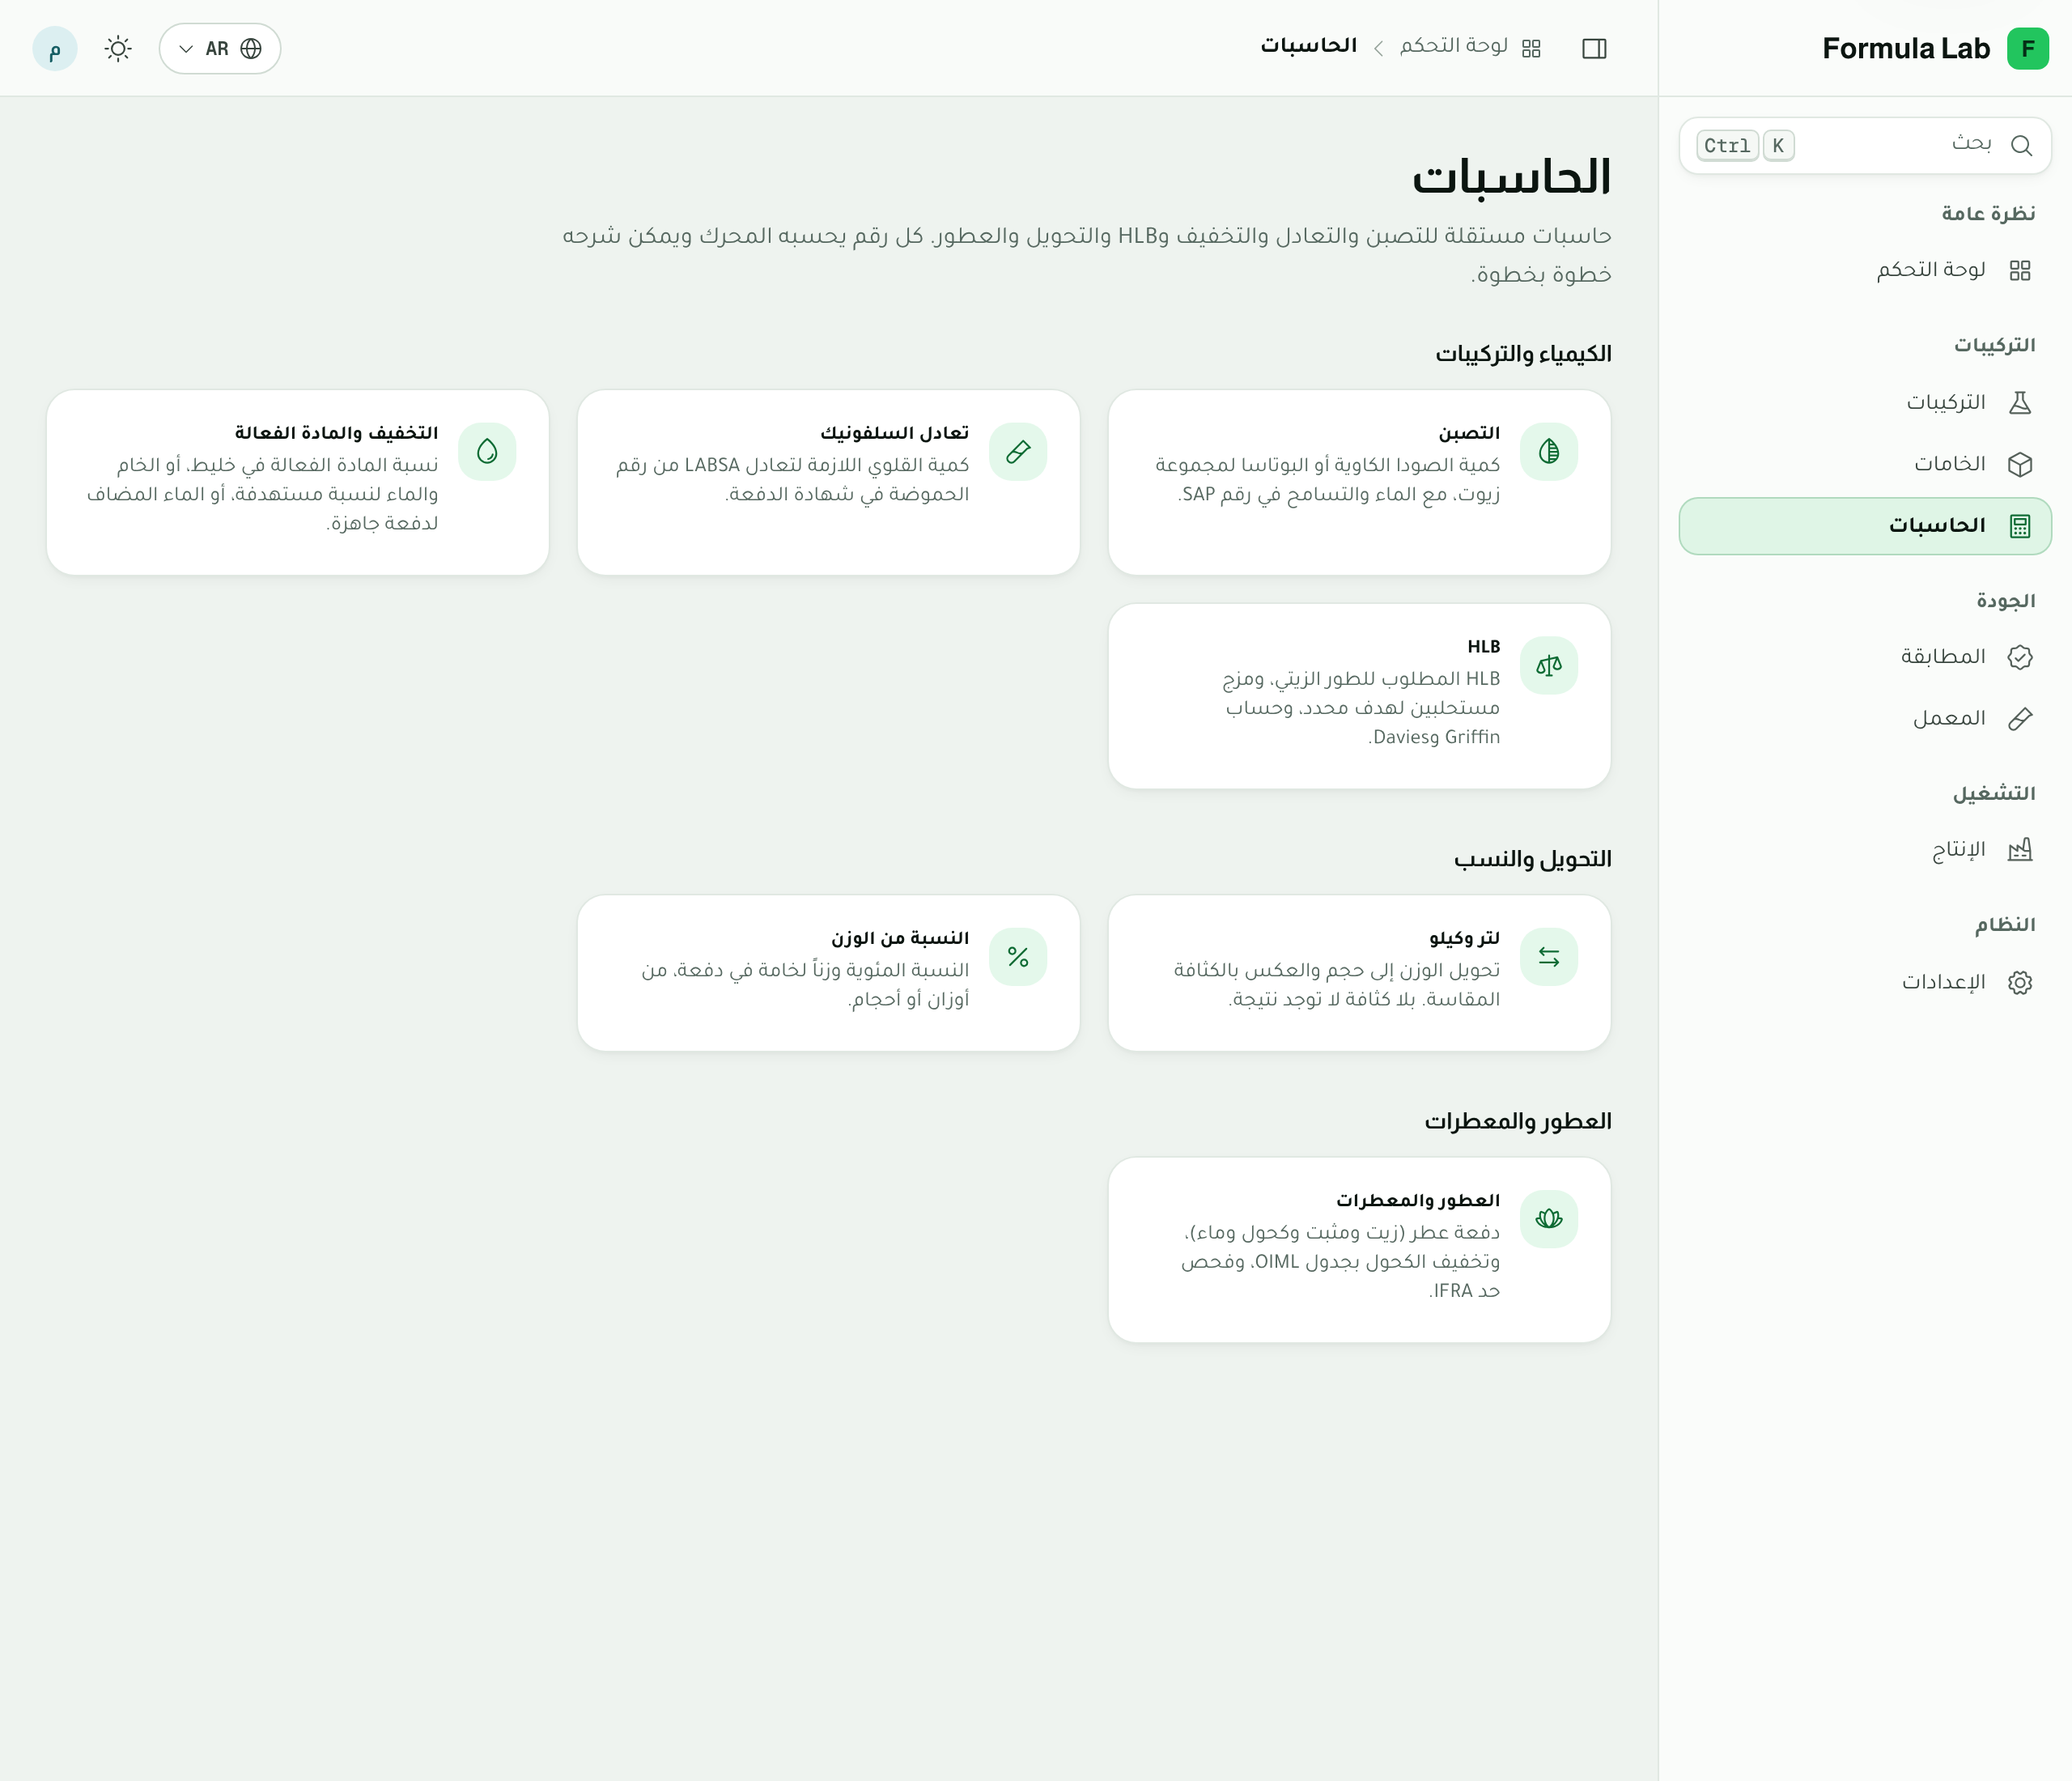 F Formula Lab
بحث Ctrl K
نظرة عامة
لوحة التحكم
التركيبات
التركيبات
الخامات
الحاسبات
الجودة
المطابقة
المعمل
التشغيل
الإنتاج
النظام
الإعدادات
لوحة التحكم
الحاسبات
AR
م
الحاسبات
حاسبات مستقلة للتصبن والتعادل والتخفيف وHLB والتحويل والعطور. كل رقم يحسبه المحرك ويمكن شرحه
خطوة بخطوة.
الكيمياء والتركيبات
التصبن
كمية الصودا الكاوية أو البوتاسا لمجموعة
زيوت، مع الماء والتسامح في رقم SAP.
تعادل السلفونيك
كمية القلوي اللازمة لتعادل LABSA من رقم
الحموضة في شهادة الدفعة.
التخفيف والمادة الفعالة
نسبة المادة الفعالة في خليط، أو الخام
والماء لنسبة مستهدفة، أو الماء المضاف
لدفعة جاهزة.
HLB
HLB المطلوب للطور الزيتي، ومزج
مستحلبين لهدف محدد، وحساب
Griffin وDavies.
التحويل والنسب
لتر وكيلو
تحويل الوزن إلى حجم والعكس بالكثافة
المقاسة. بلا كثافة لا توجد نتيجة.
النسبة من الوزن
النسبة المئوية وزناً لخامة في دفعة، من
أوزان أو أحجام.
العطور والمعطرات
العطور والمعطرات
دفعة عطر (زيت ومثبت وكحول وماء)،
وتخفيف الكحول بجدول OIML، وفحص
حد IFRA.